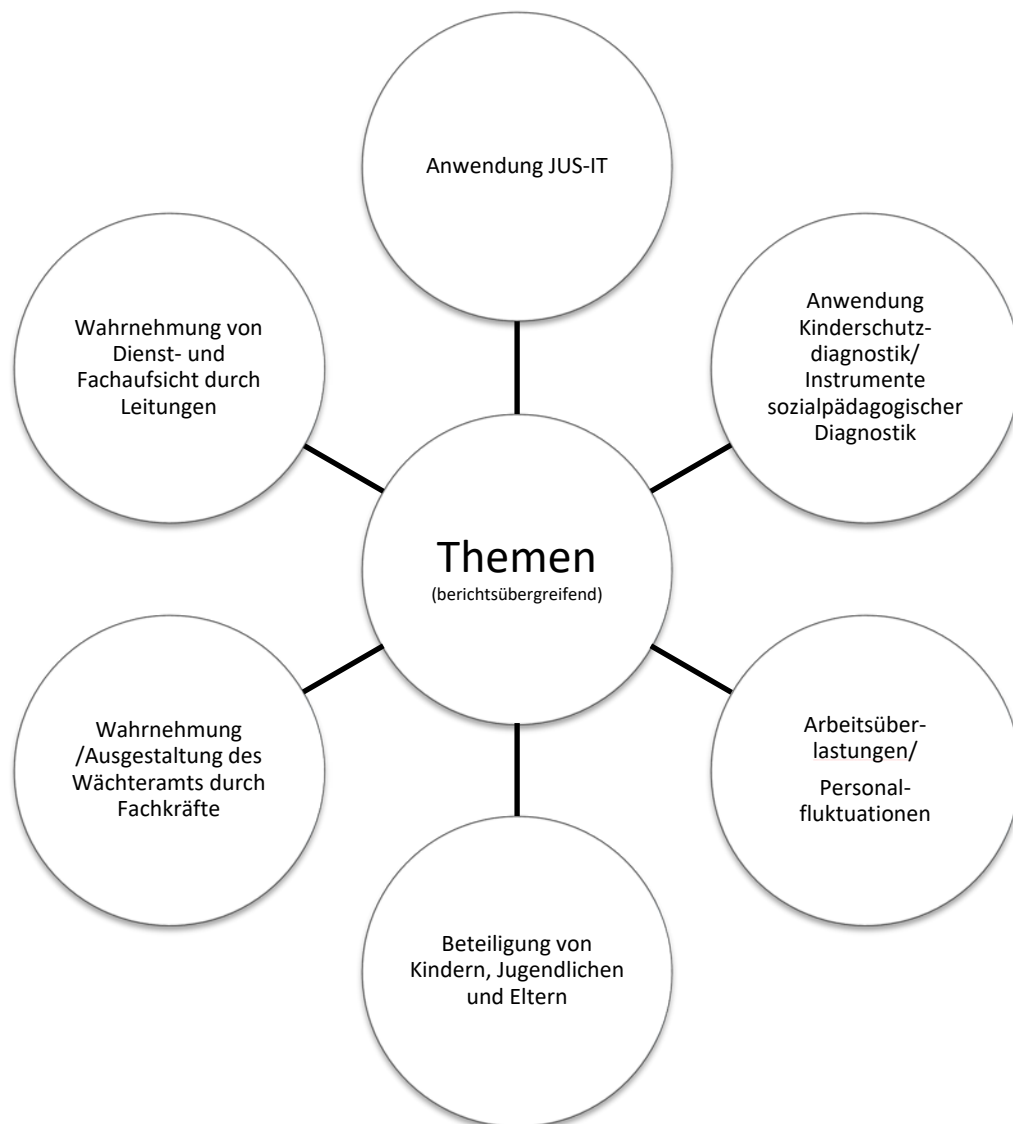 Anwendung JUS-IT
Wahrnehmung von
Dienst- und
Fachaufsicht durch
Leitungen
Anwendung
Kinderschutz-
diagnostik/
Instrumente
sozialpädagogischer
Diagnostik
Themen
(berichtsübergreifend)
Wahrnehmung
/Ausgestaltung des
Wächteramts durch
Fachkräfte
Arbeitsüber-
lastungen/
Personal-
fluktuationen
Beteiligung von
Kindern, Jugendlichen
und Eltern